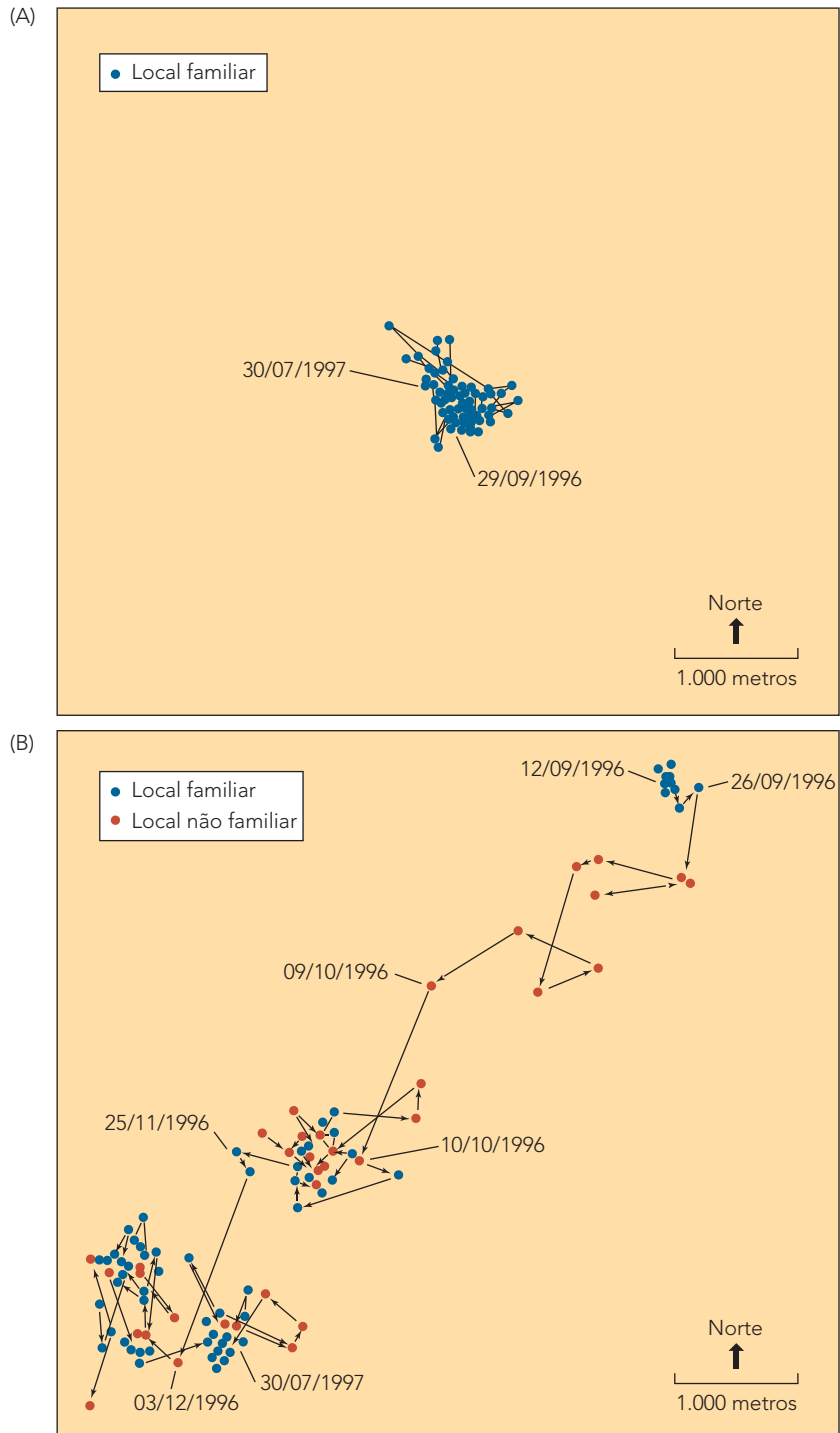 (A)
Local familiar
30/07/1997
29/09/1996
Norte
1.000 metros
(B)
Local familiar
Local não familiar
12/09/1996
26/09/1996
09/10/1996
25/11/1996
10/10/1996
30/07/1997
03/12/1996
Norte
1.000 metros